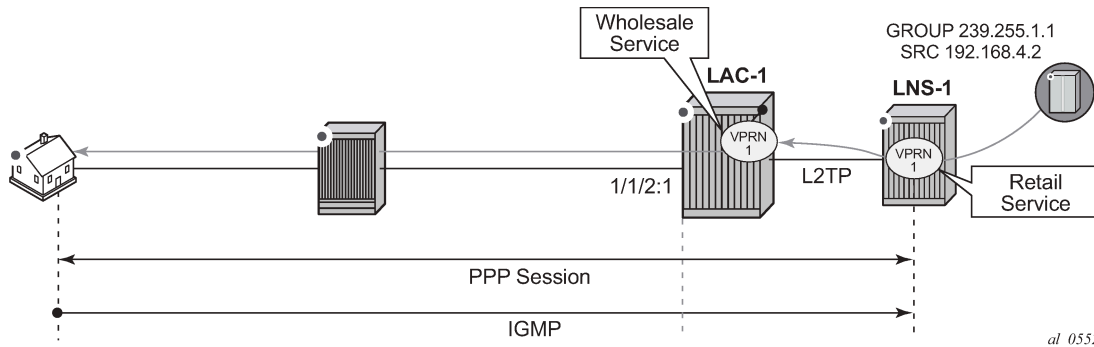 Wholesale
Service
GROUP 239.255.1.1
SRC 192.168.4.2
LAC-1
LNS-1
VPRN
1
VPRN
1
1/1/2:1
L2TP
Retail
Service
PPP Session
IGMP
al_0552